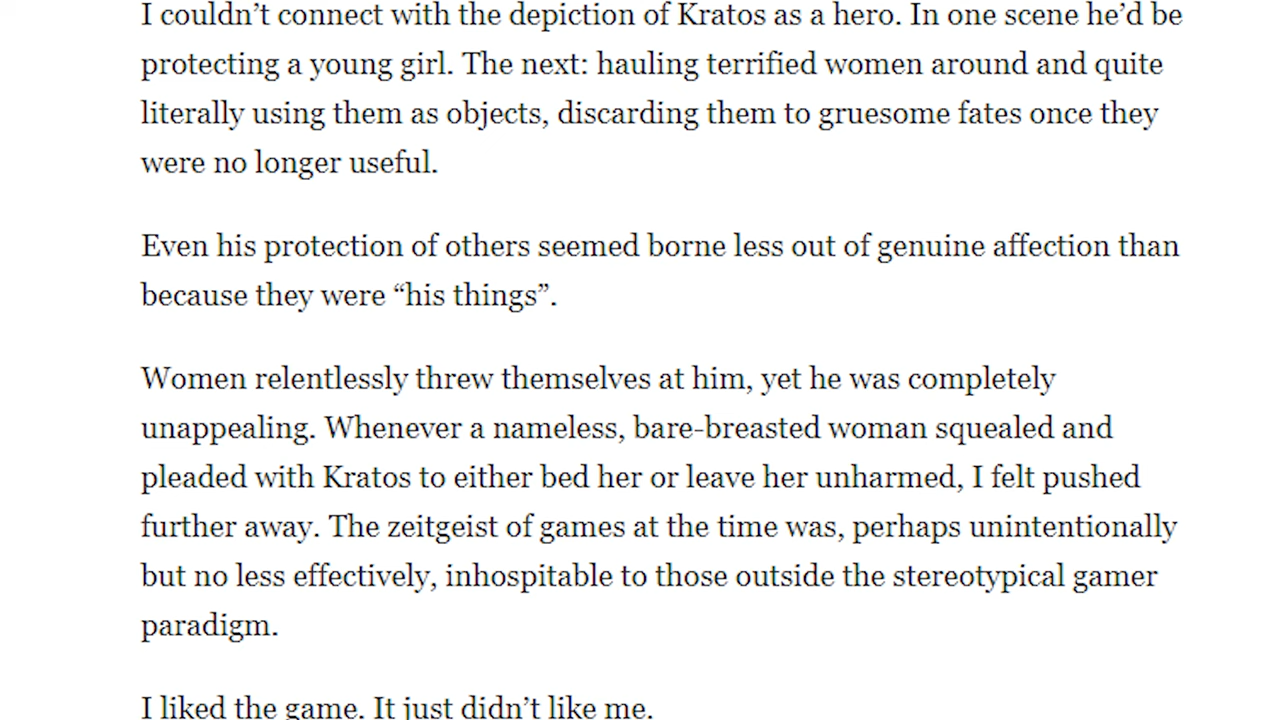 I couldn’t connect with the depiction of Kratos as a hero. In one scene he’d be
protecting a young girl. The next: hauling terrified women around and quite
literally using them as objects, discarding them to gruesome fates once they
were no longer useful.
Even his protection of others seemed borne less out of genuine affection than
because they were “his things”.
Women relentlessly threw themselves at him, yet he was completely
unappealing. Whenever a nameless, bare-breasted woman squealed and
pleaded with Kratos to either bed her or leave her unharmed, I felt pushed
further away. The zeitgeist of games at the time was, perhaps unintentionally
but no less effectively, inhospitable to those outside the stereotypical gamer
paradigm.
I liked the game. It just didn’t like me.